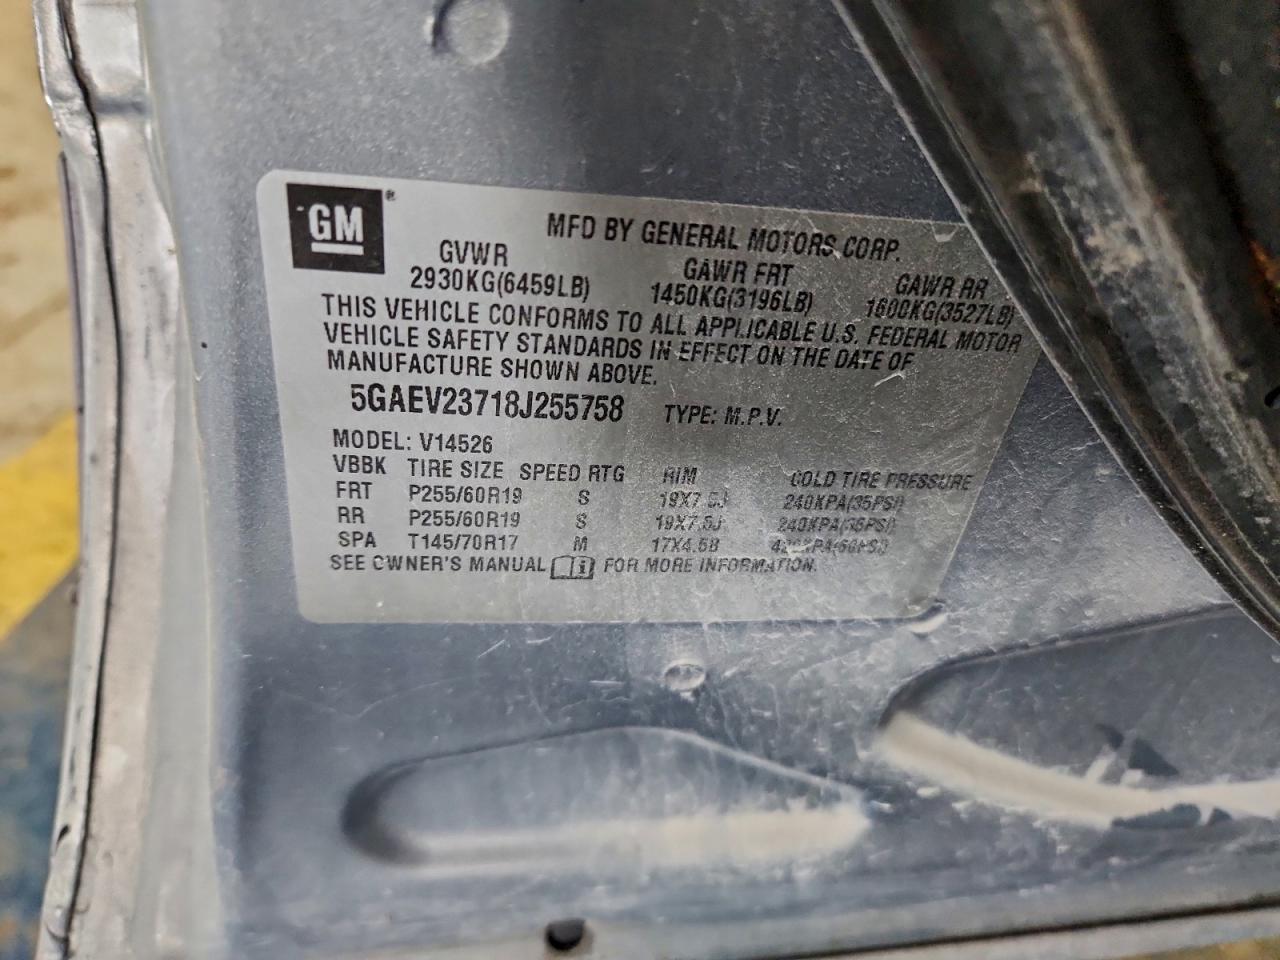 GM ®
MFD BY GENERAL MOTORS CORP.
GVWR GAWR FRT GAWR RR
2930KG(6459LB) 1450KG(3196LB) 1600KG(3527LB)
THIS VEHICLE CONFORMS TO ALL APPLICABLE U.S. FEDERAL MOTOR
VEHICLE SAFETY STANDARDS IN EFFECT ON THE DATE OF
MANUFACTURE SHOWN ABOVE.
5GAEV23718J255758 TYPE: M.P.V.
MODEL: V14526
VBBK TIRE SIZE SPEED RTG RIM COLD TIRE PRESSURE
FRT P255/60R19 S 19X7.5J 240KPA(35PSI)
RR P255/60R19 S 19X7.5J 240KPA(35PSI)
SPA T145/70R17 M 17X4.5B 420KPA(60PSI)
SEE OWNER'S MANUAL FOR MORE INFORMATION.